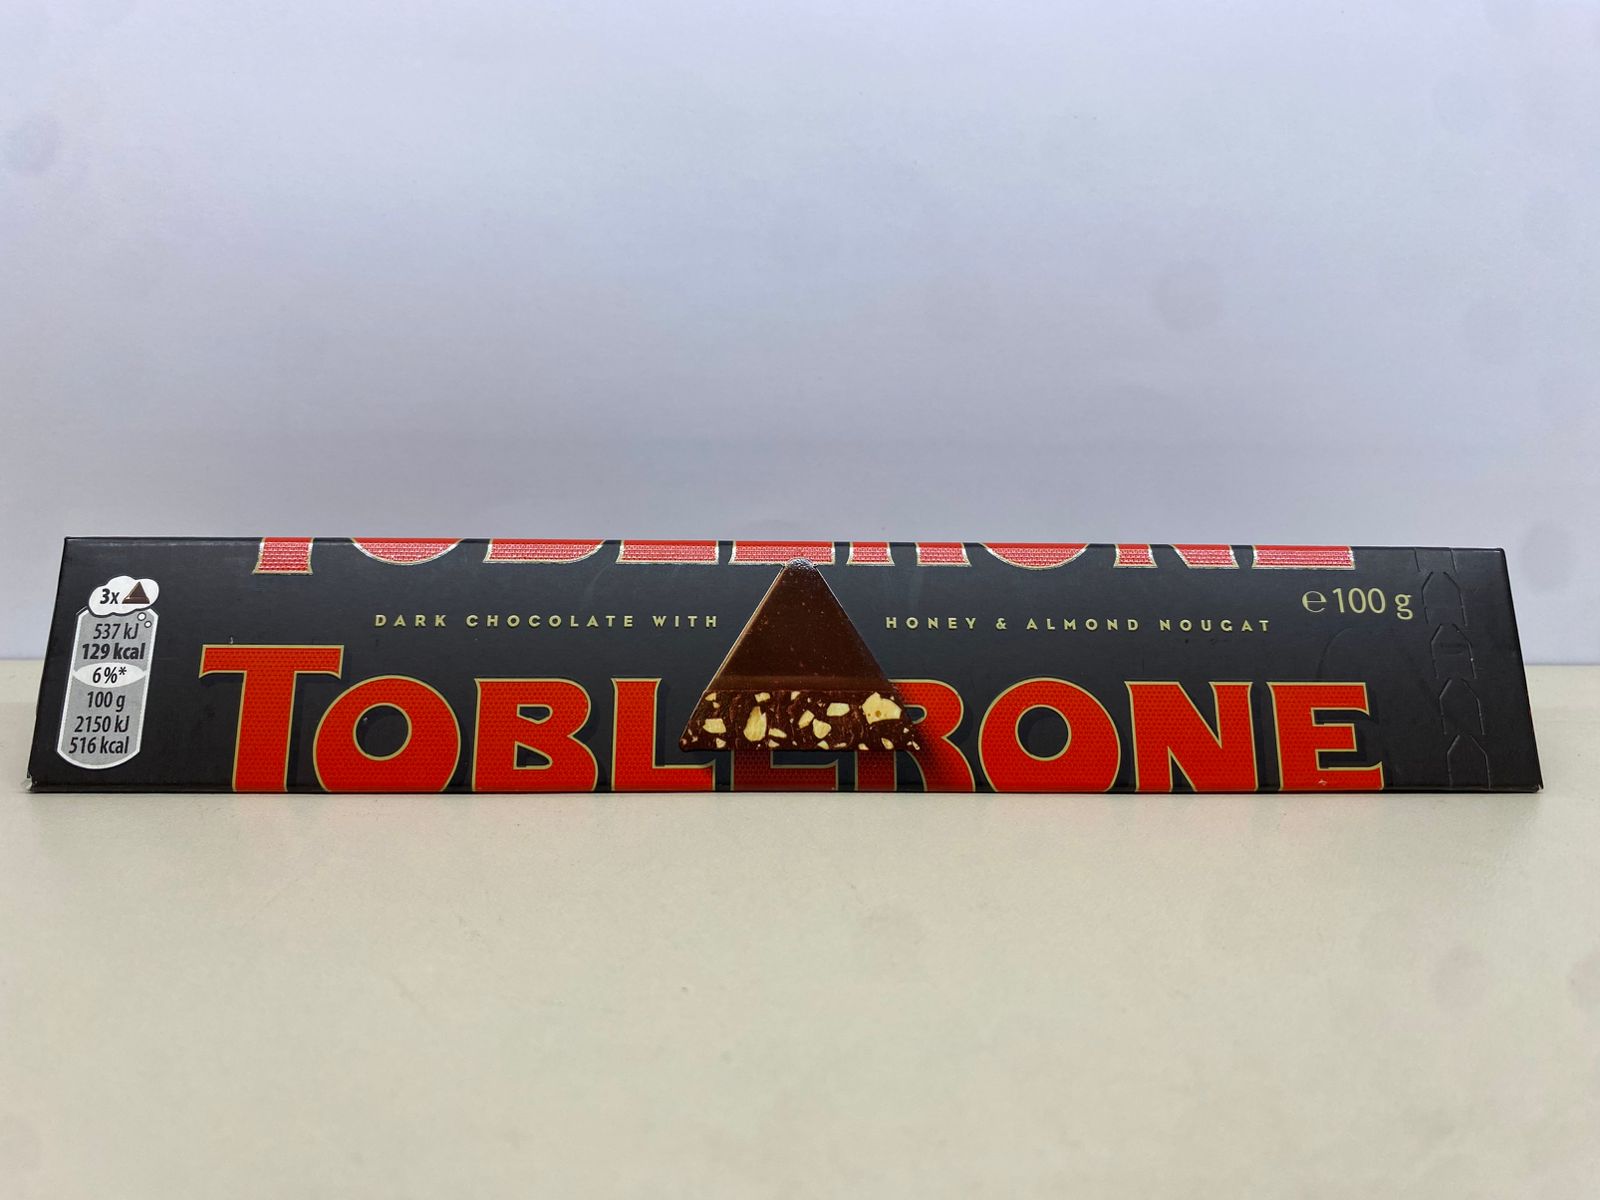 TOBLERONE
3x
537 kJ
129 kcal
6%*
100 g
2150 kJ
516 kcal
DARK CHOCOLATE WITH HONEY & ALMOND NOUGAT
℮100 g
TOBLERONE